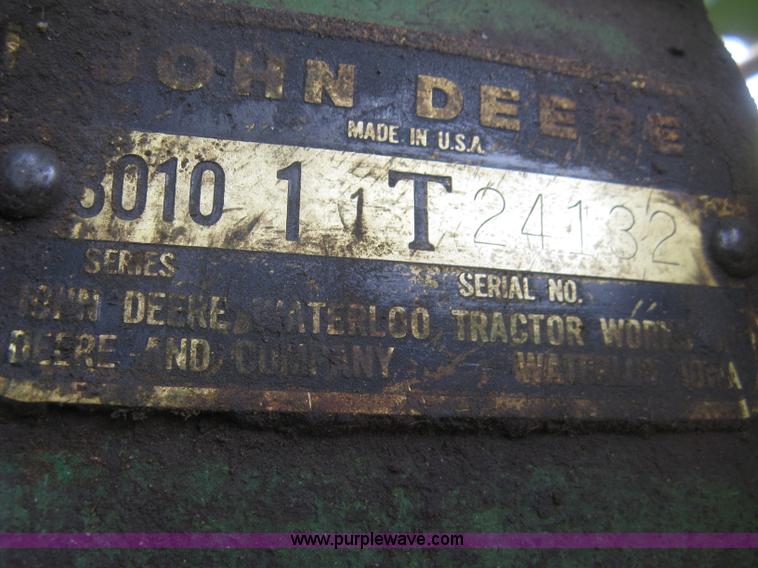 JOHN DEERE
MADE IN U.S.A.
3010 1 1 T 24132
SERIES SERIAL NO.
JOHN DEERE WATERLOO TRACTOR WORKS
DEERE AND COMPANY WATERLOO IOWA
www.purplewave.com